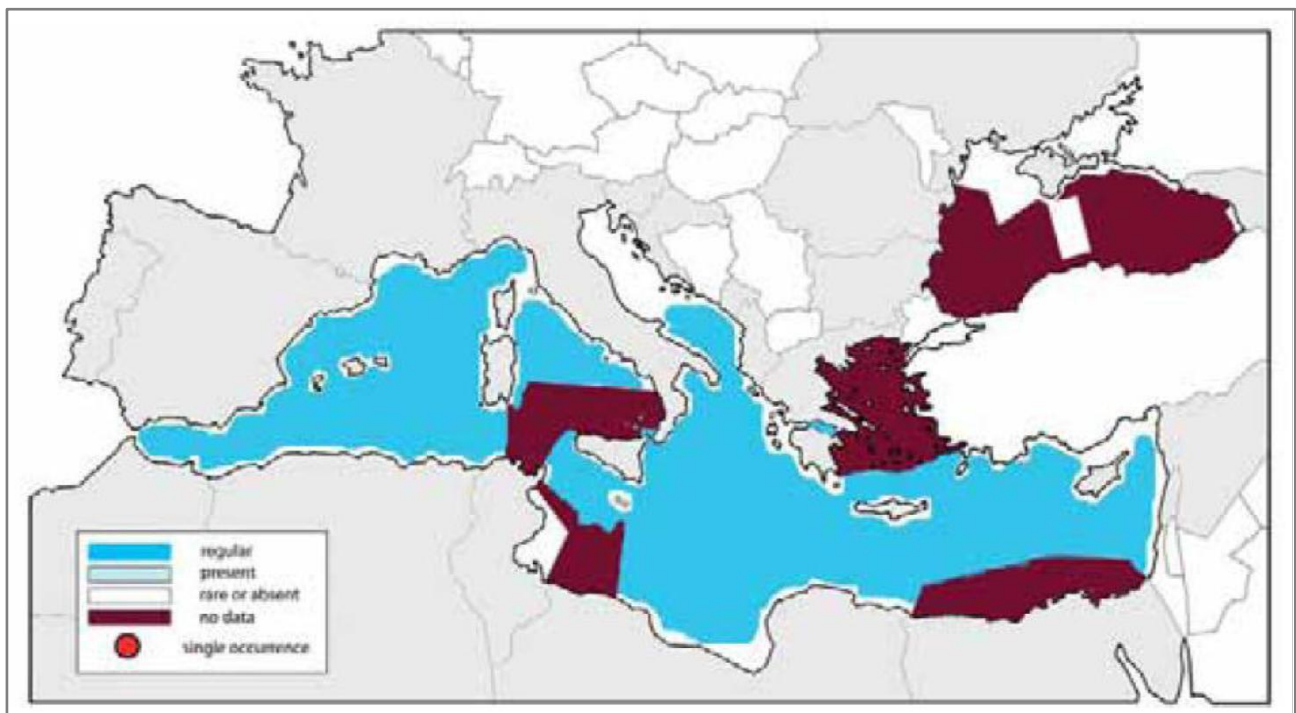 regular
present
rare or absent
no data
single occurrence